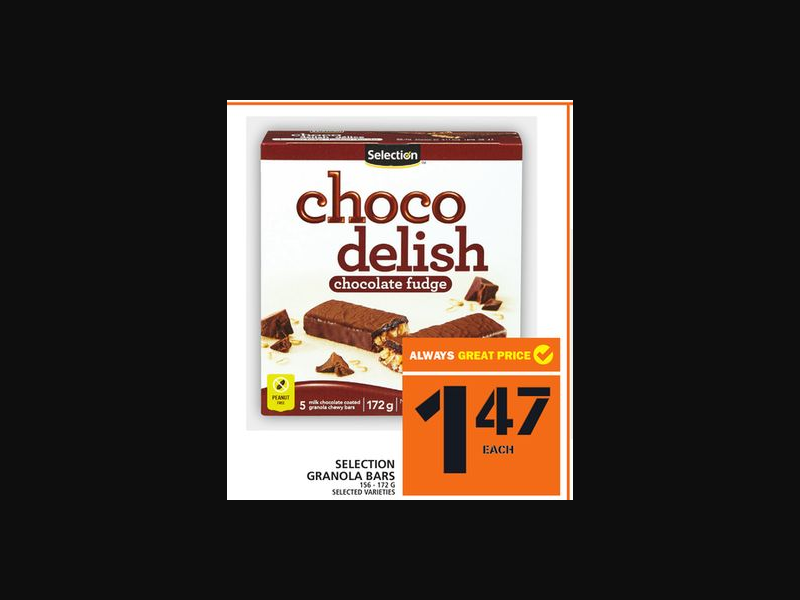 Selection
choco
delish
chocolate fudge
ALWAYS GREAT PRICE
PEANUT
FREE
5 milk chocolate coated
granola chewy bars
172 g
1 47
EACH
SELECTION
GRANOLA BARS
156 - 172 G
SELECTED VARIETIES